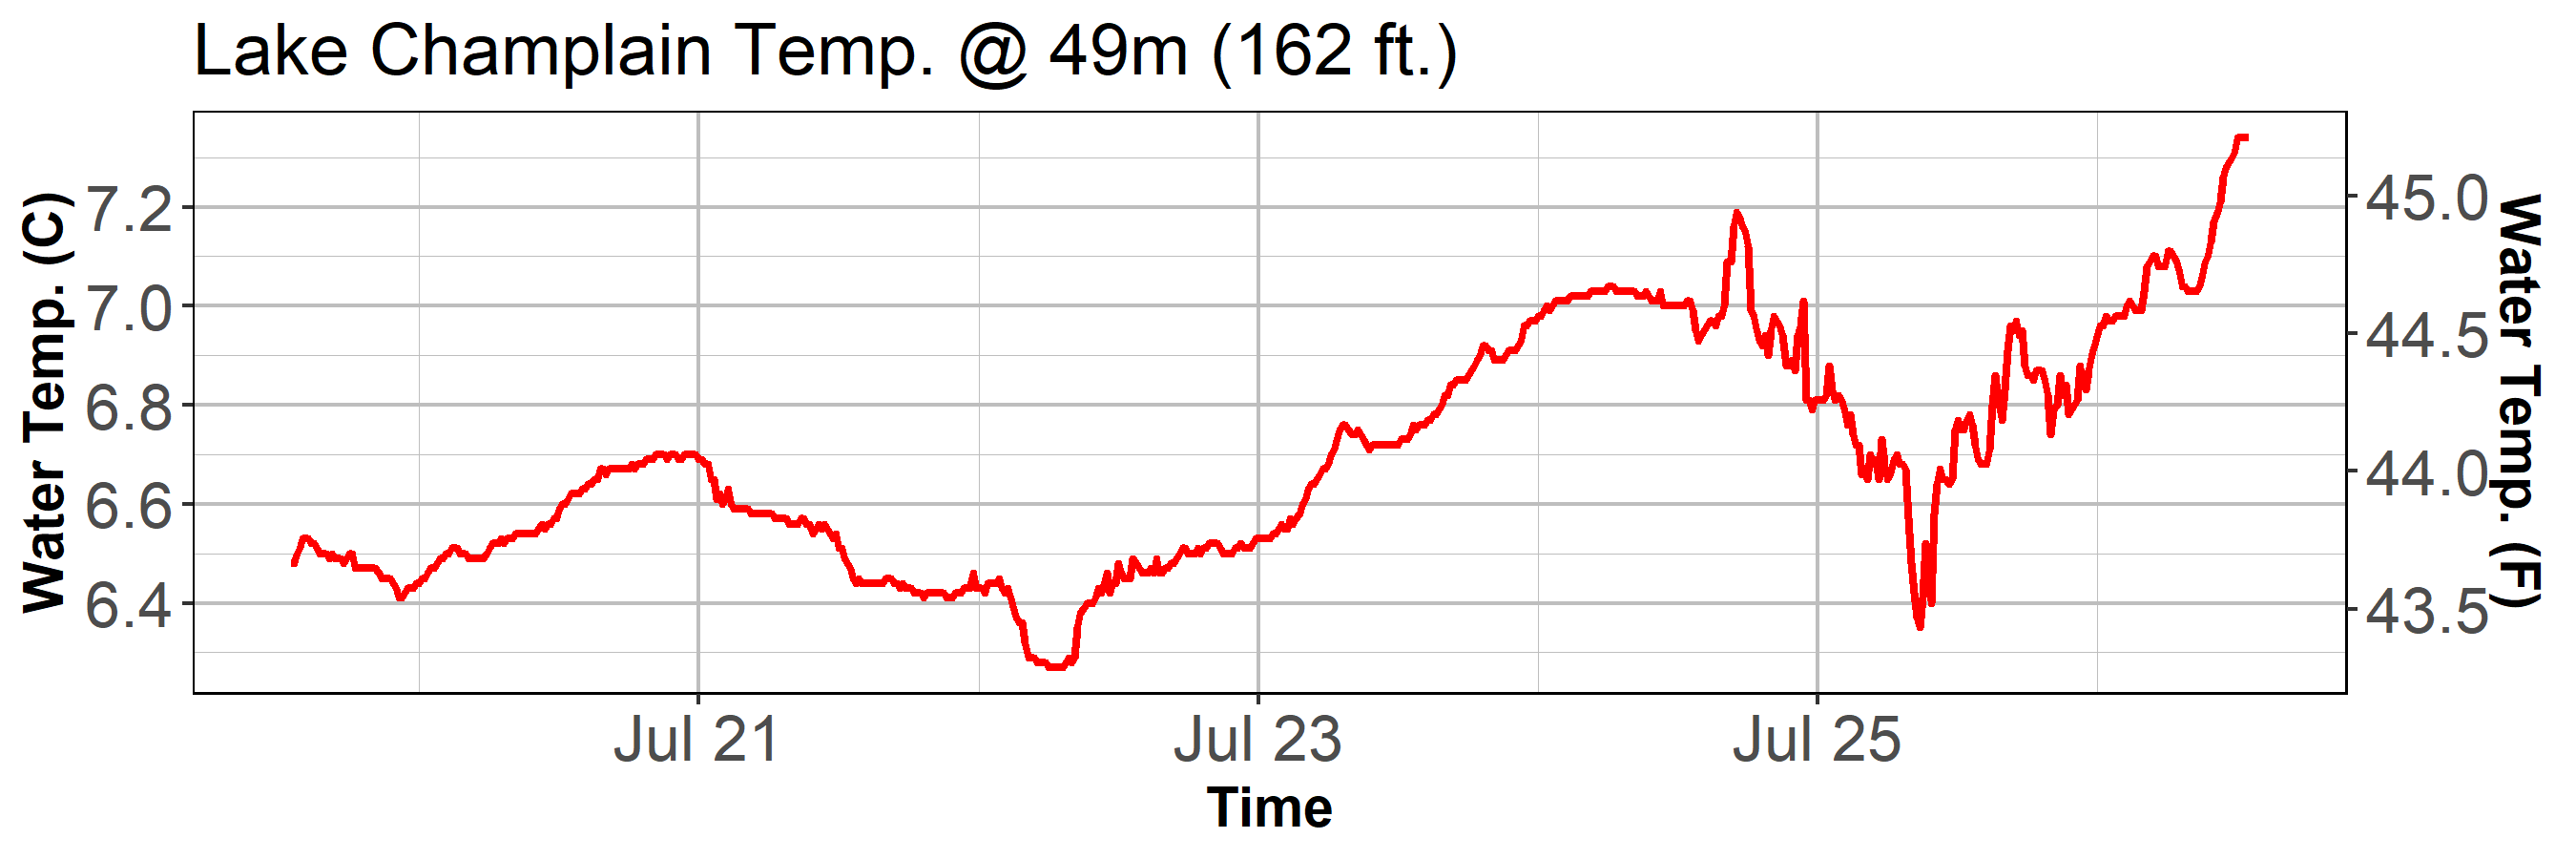 Lake Champlain Temp. @ 49m (162 ft.)
Water Temp. (C)
7.2
7.0
6.8
6.6
6.4
45.0
44.5
44.0
43.5
Water Temp. (F)
Jul 21
Jul 23
Jul 25
Time